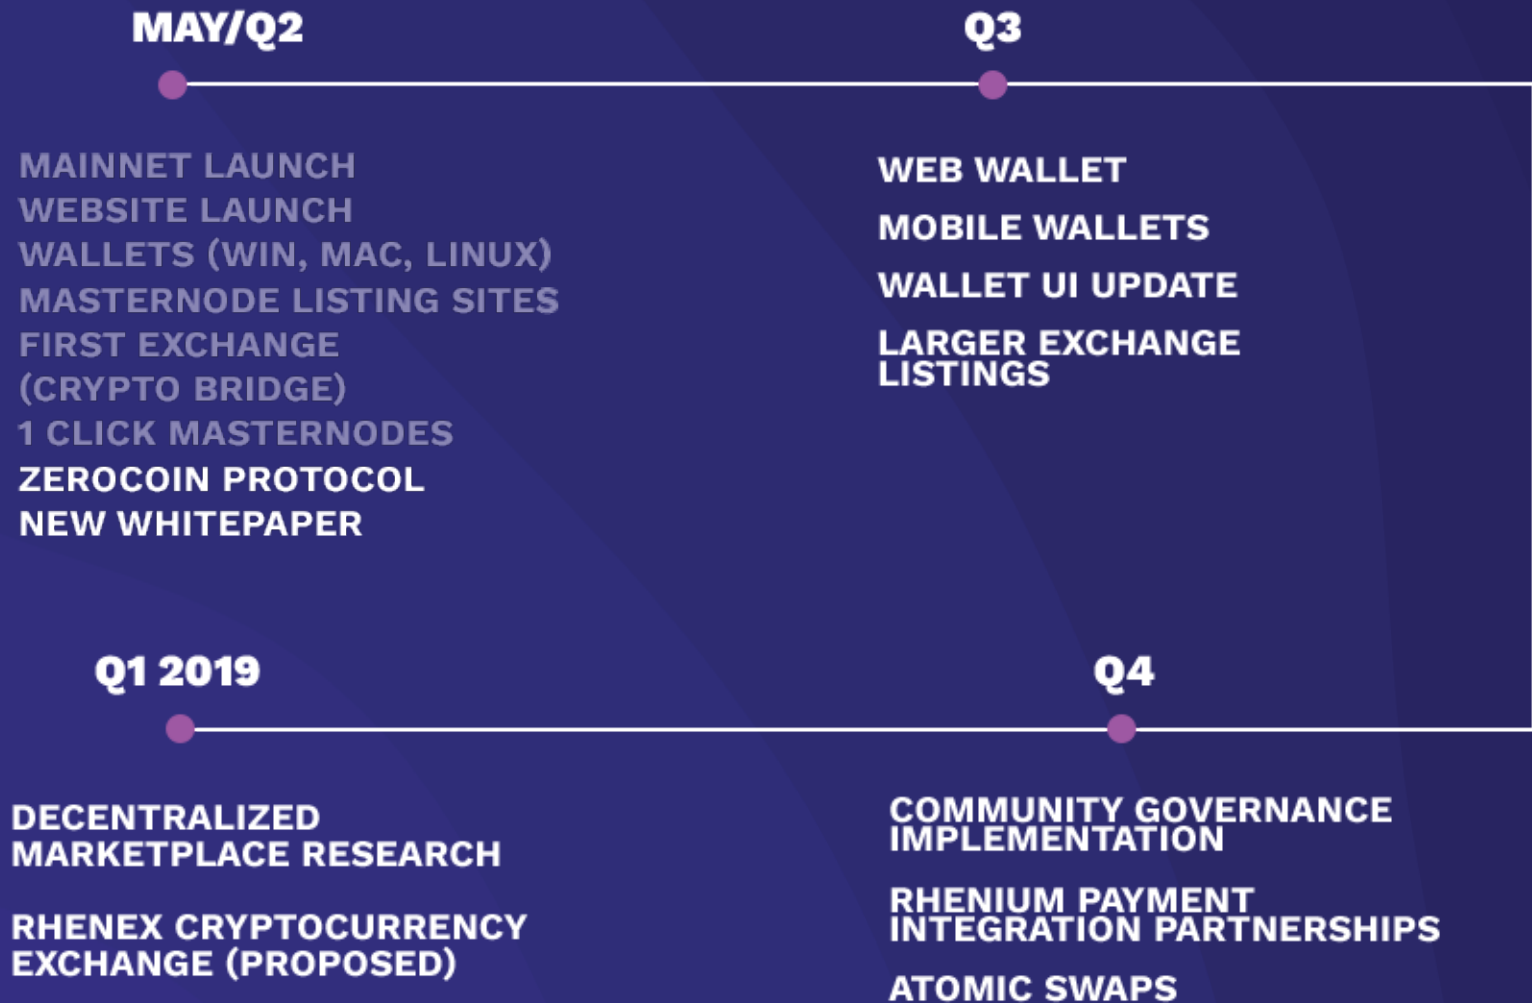 MAY/Q2
MAINNET LAUNCH
WEBSITE LAUNCH
WALLETS (WIN, MAC, LINUX)
MASTERNODE LISTING SITES
FIRST EXCHANGE
(CRYPTO BRIDGE)
1 CLICK MASTERNODES
ZEROCOIN PROTOCOL
NEW WHITEPAPER
Q3
WEB WALLET
MOBILE WALLETS
WALLET UI UPDATE
LARGER EXCHANGE
LISTINGS
Q1 2019
DECENTRALIZED
MARKETPLACE RESEARCH
RHENEX CRYPTOCURRENCY
EXCHANGE (PROPOSED)
Q4
COMMUNITY GOVERNANCE
IMPLEMENTATION
RHENIUM PAYMENT
INTEGRATION PARTNERSHIPS
ATOMIC SWAPS